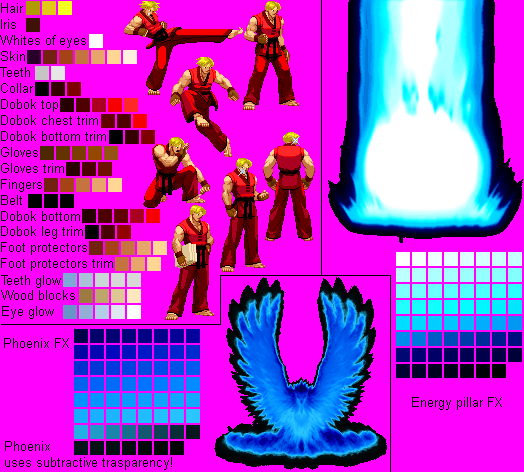 Hair
Iris
Whites of eyes
Skin
Teeth
Collar
Dobok top
Dobok chest trim
Dobok bottom trim
Gloves
Gloves trim
Fingers
Belt
Dobok bottom
Dobok leg trim
Foot protectors
Foot protectors trim
Teeth glow
Wood blocks
Eye glow
Phoenix FX
Phoenix
uses subtractive trasparency!
Energy pillar FX